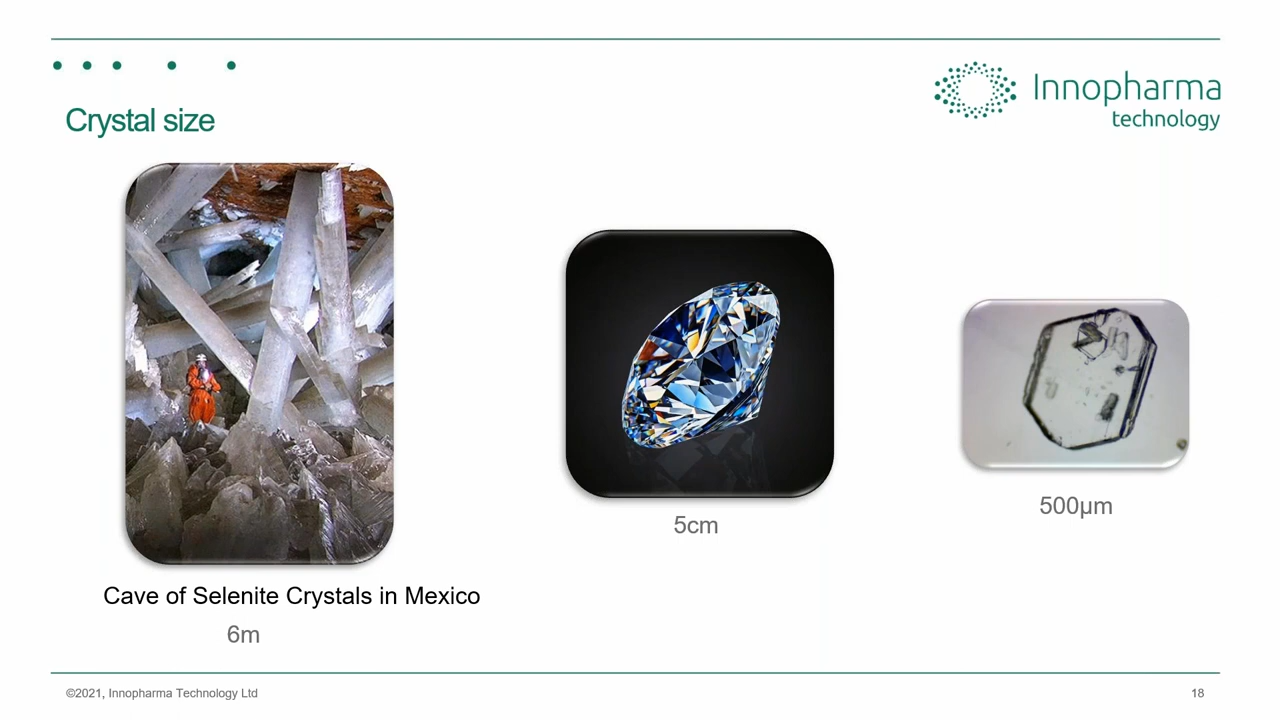 Innopharma
technology
Crystal size
5cm
500µm
Cave of Selenite Crystals in Mexico
6m
©2021, Innopharma Technology Ltd
18